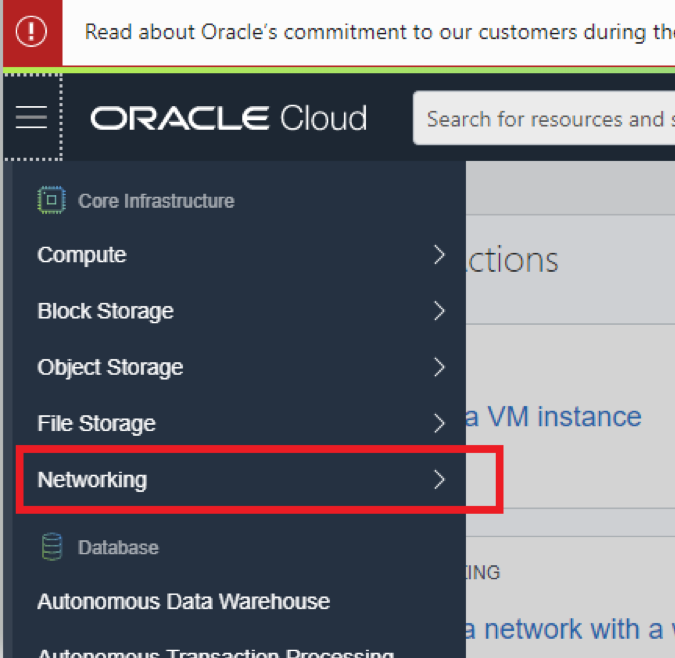 Read about Oracle's commitment to our customers during the
ORACLE Cloud
Search for resources and s
Core Infrastructure
Compute
ctions
Block Storage
Object Storage
File Storage
a VM instance
Networking
Database
KING
Autonomous Data Warehouse
a network with a
Autonomous Transaction Processing